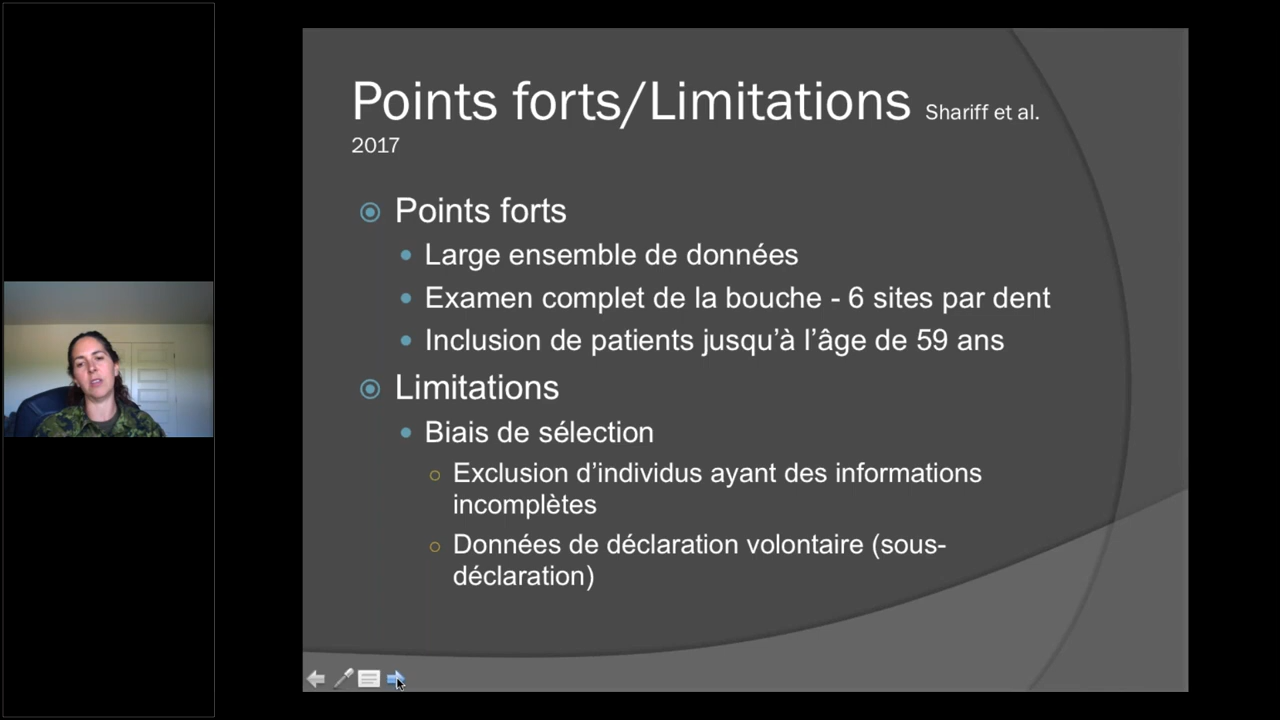 Points forts/Limitations Shariff et al.
2017
Points forts
Large ensemble de données
Examen complet de la bouche - 6 sites par dent
Inclusion de patients jusqu’à l’âge de 59 ans
Limitations
Biais de sélection
Exclusion d’individus ayant des informations
incomplètes
Données de déclaration volontaire (sous-
déclaration)